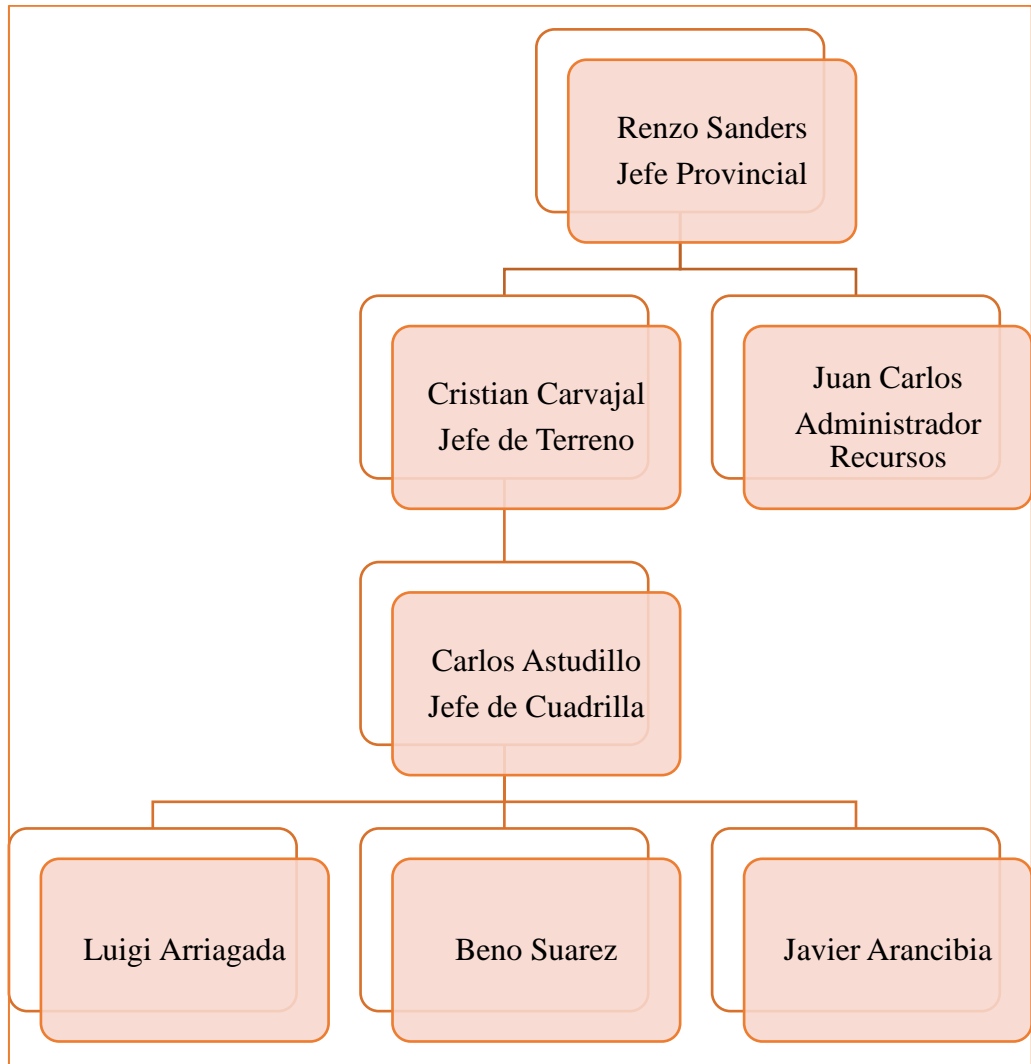 Renzo Sanders
Jefe Provincial
Cristian Carvajal
Jefe de Terreno
Juan Carlos
Administrador
Recursos
Carlos Astudillo
Jefe de Cuadrilla
Luigi Arriagada
Beno Suarez
Javier Arancibia